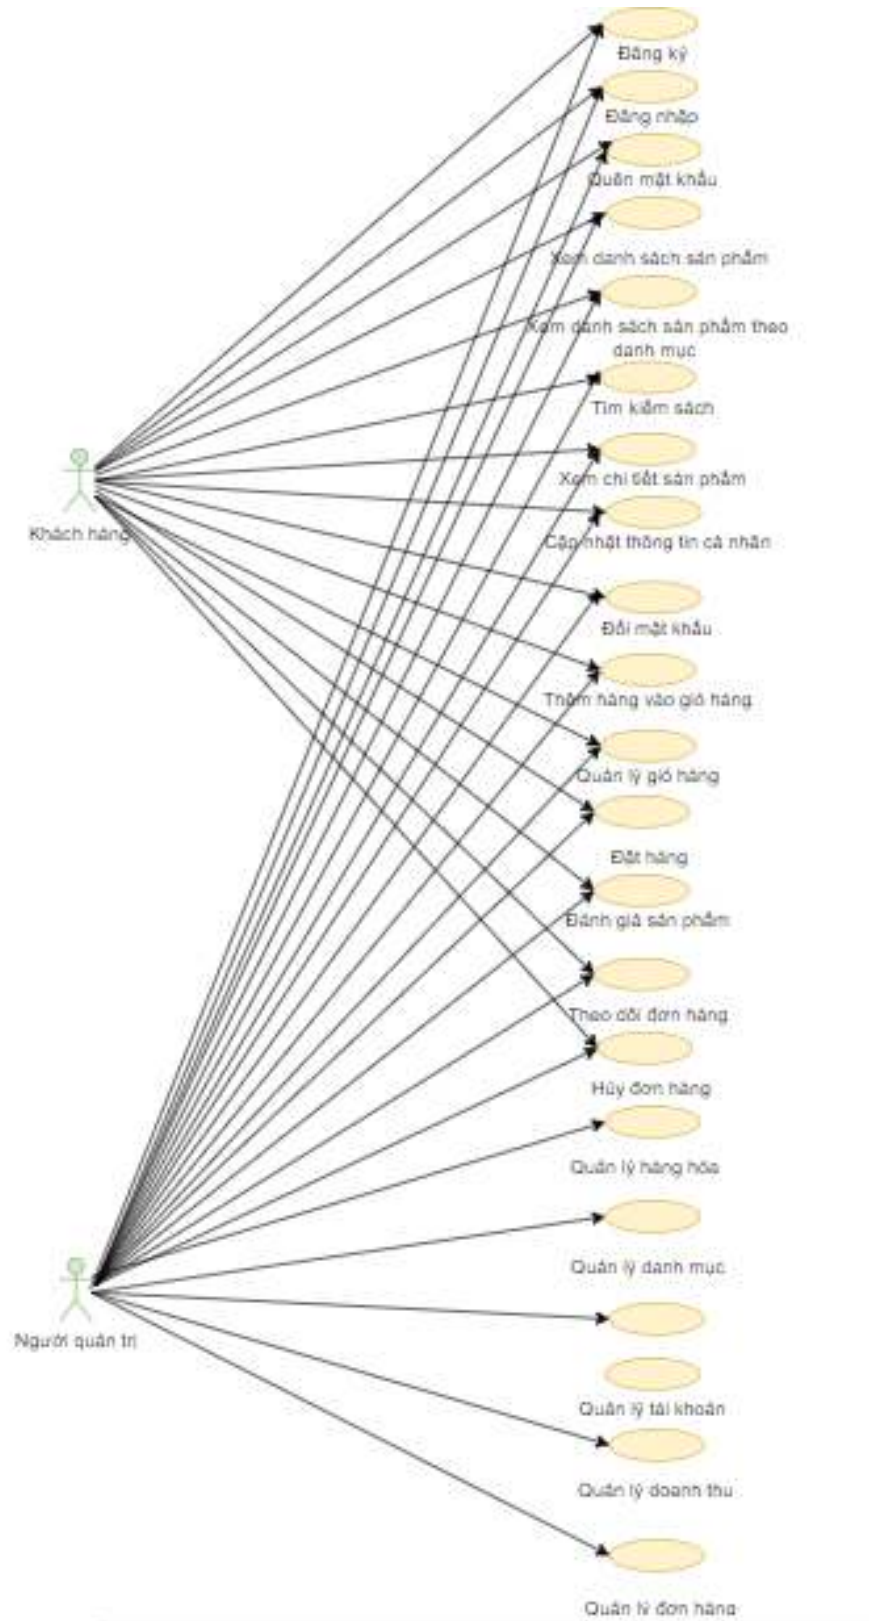 Đăng ký
Đăng nhập
Quên mật khẩu
Xem danh sách sản phẩm
Xem danh sách sản phẩm theo
danh mục
Tìm kiếm sách
Xem chi tiết sản phẩm
Khách hàng
Cập nhật thông tin cá nhân
Đổi mật khẩu
Thêm hàng vào giỏ hàng
Quản lý giỏ hàng
Đặt hàng
Đánh giá sản phẩm
Theo dõi đơn hàng
Hủy đơn hàng
Quản lý hàng hóa
Quản lý danh mục
Người quản trị
Quản lý tài khoản
Quản lý doanh thu
Quản lý đơn hàng